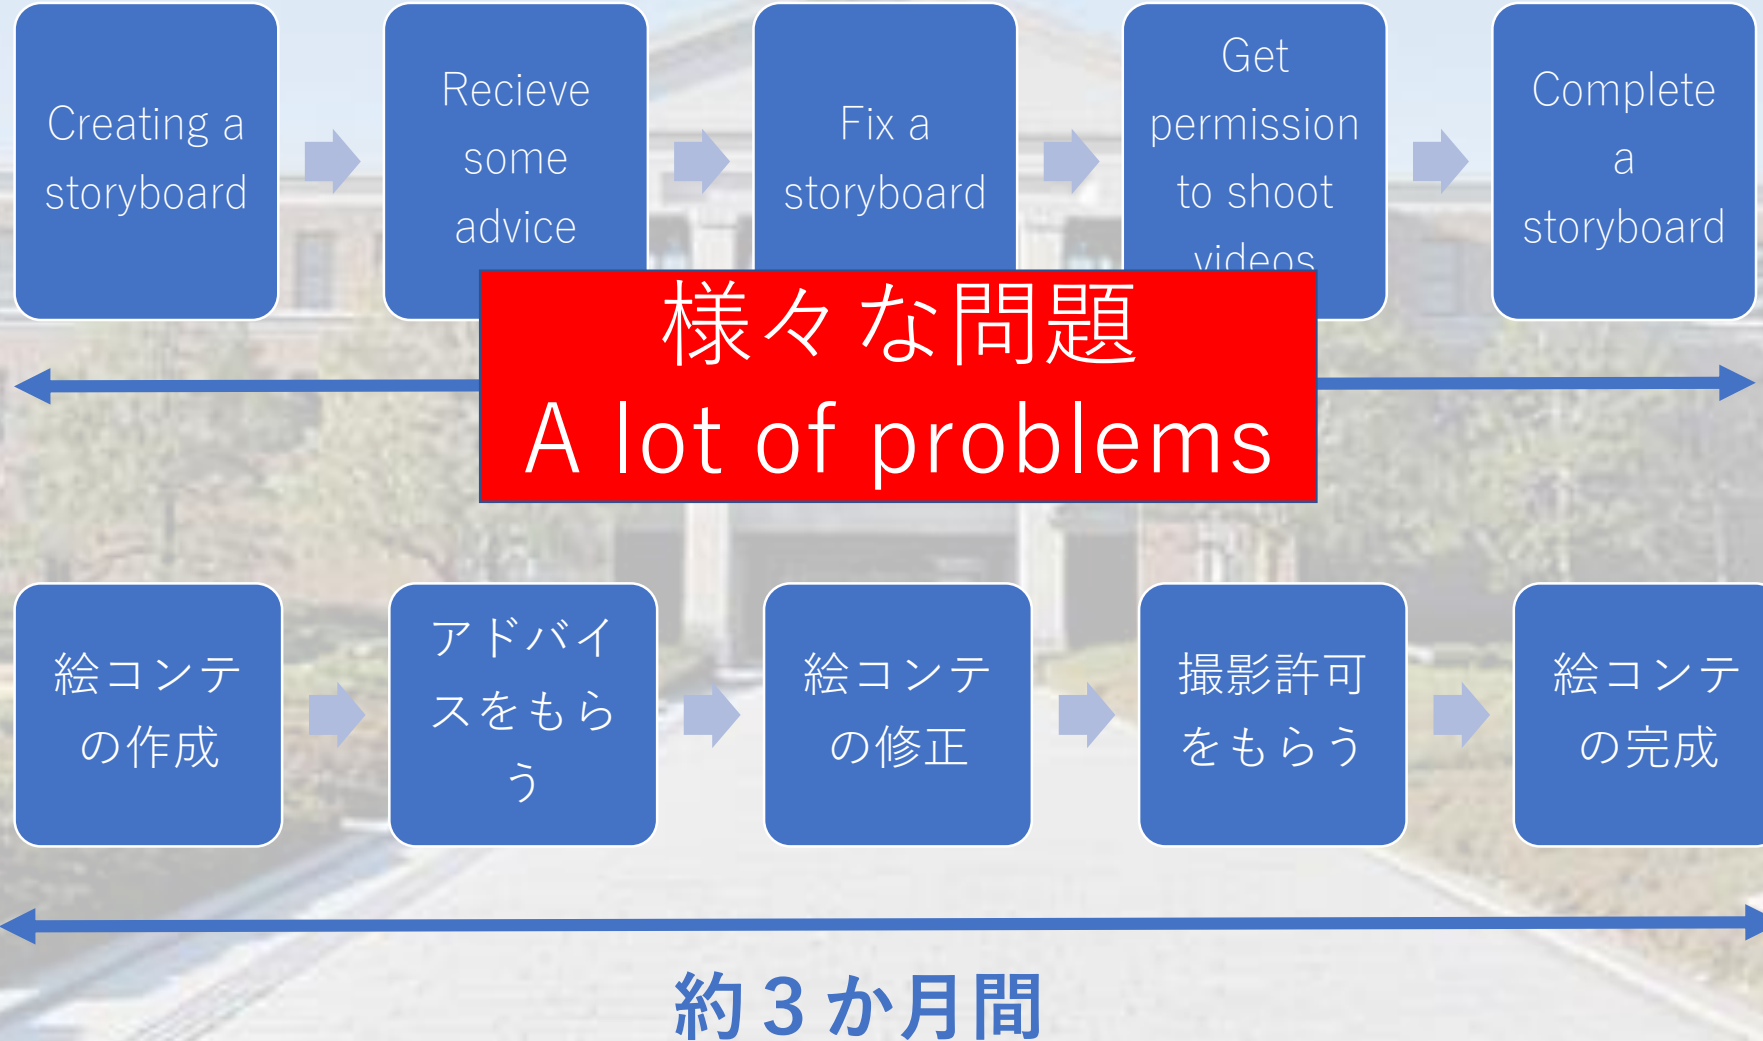 Creating a
storyboard
Recieve
some
advice
Fix a
storyboard
Get
permission
to shoot
videos
Complete
a
storyboard
様々な問題
A lot of problems
絵コンテ
の作成
アドバイ
スをもら
う
絵コンテ
の修正
撮影許可
をもらう
絵コンテ
の完成
約３か月間